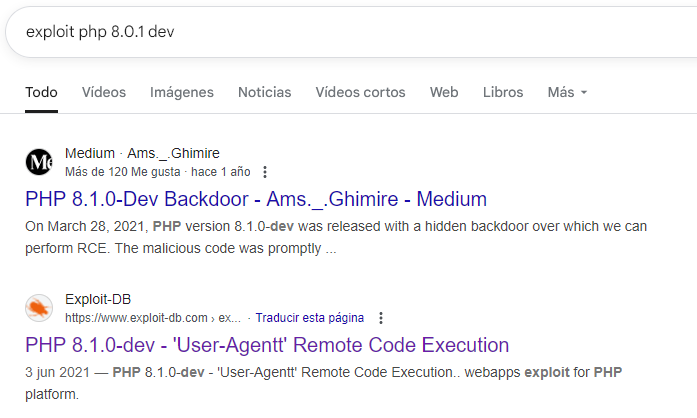 exploit php 8.0.1 dev
Todo Vídeos Imágenes Noticias Vídeos cortos Web Libros Más
Me
Medium · Ams._.Ghimire
Más de 120 Me gusta · hace 1 año
PHP 8.1.0-Dev Backdoor - Ams._.Ghimire - Medium
On March 28, 2021, PHP version 8.1.0-dev was released with a hidden backdoor over which we can
perform RCE. The malicious code was promptly ...
Exploit-DB
https://www.exploit-db.com › ex... · Traducir esta página
PHP 8.1.0-dev - 'User-Agentt' Remote Code Execution
3 jun 2021 — PHP 8.1.0-dev - 'User-Agentt' Remote Code Execution.. webapps exploit for PHP
platform.